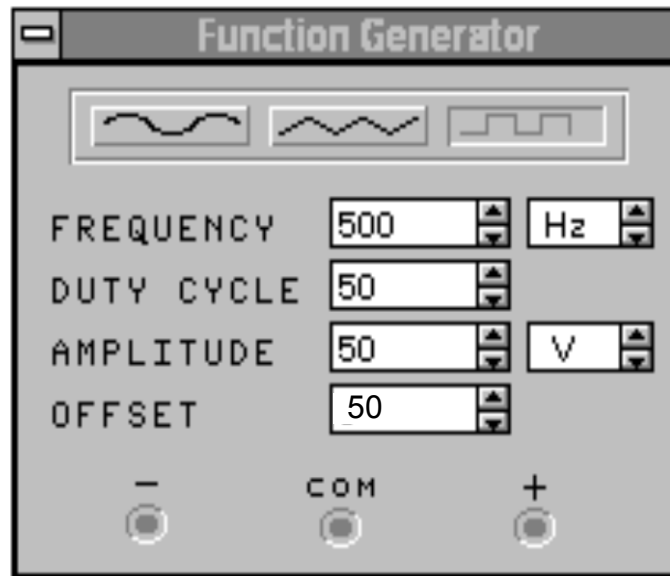 Function Generator
FREQUENCY 500 Hz
DUTY CYCLE 50
AMPLITUDE 50 V
OFFSET 50
− COM +